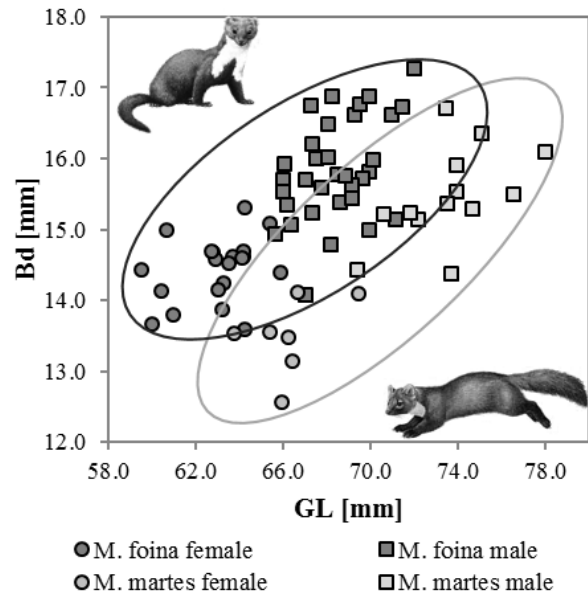 18.0
17.0
16.0
15.0
14.0
13.0
12.0
Bd [mm]
58.0 62.0 66.0 70.0 74.0 78.0
GL [mm]
M. foina female M. foina male
M. martes female M. martes male